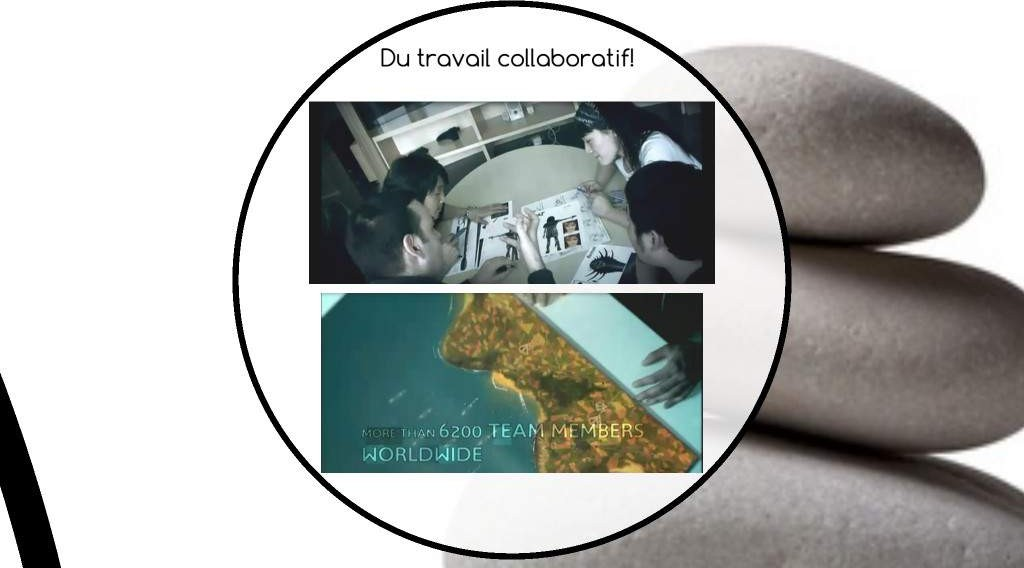 Du travail collaboratif!
MORE THAN 6200 TEAM MEMBERS
WORLDWIDE